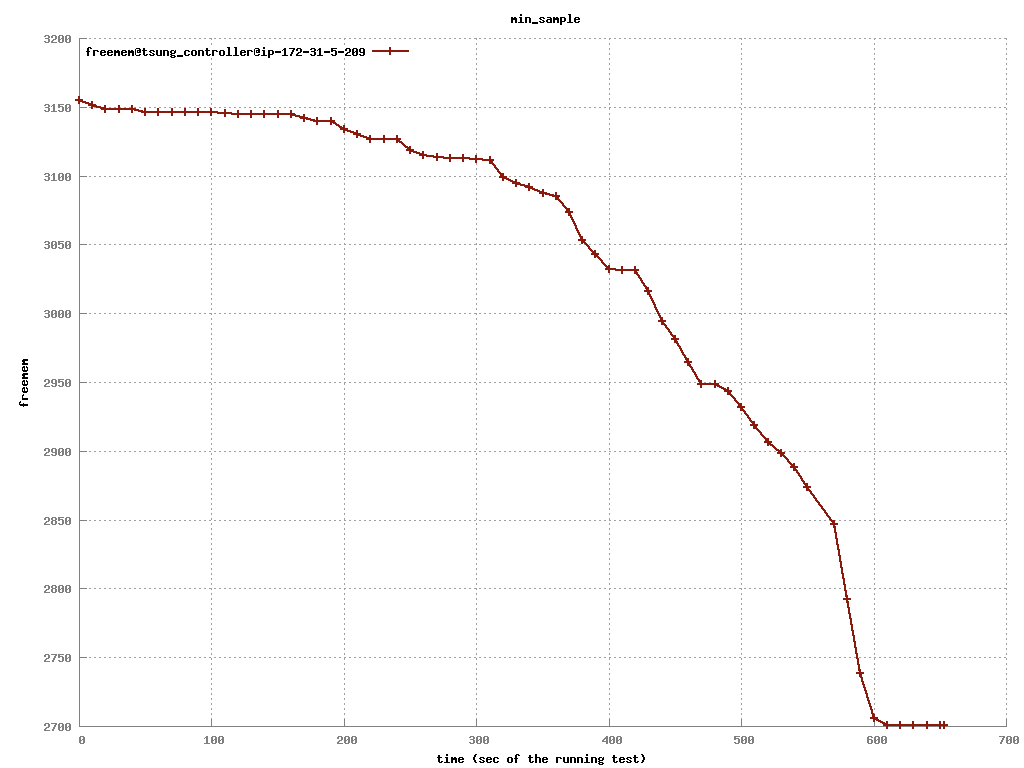 min_sample
3200
freemem@tsung_controller@ip-172-31-5-209
3150
3100
3050
3000
2950
freemem
2900
2850
2800
2750
2700
0 100 200 300 400 500 600 700
time (sec of the running test)